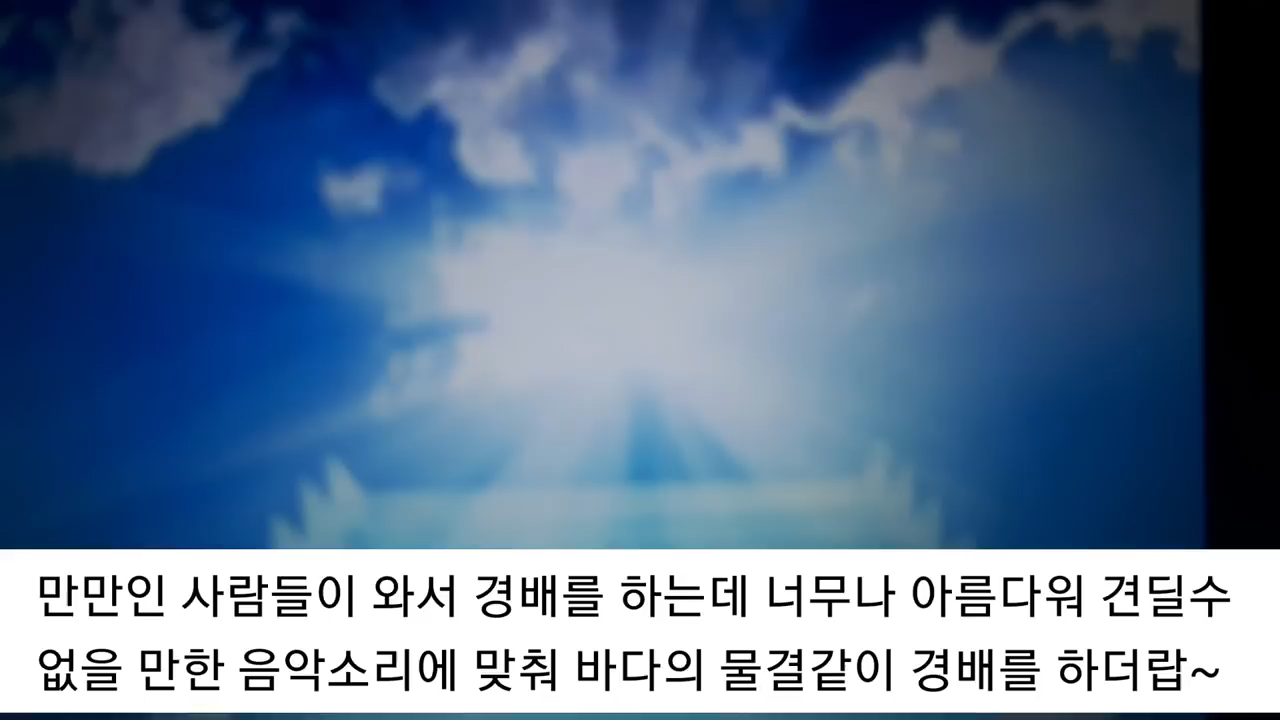 만만인 사람들이 와서 경배를 하는데 너무나 아름다워 견딜수
없을 만한 음악소리에 맞춰 바다의 물결같이 경배를 하더랍~